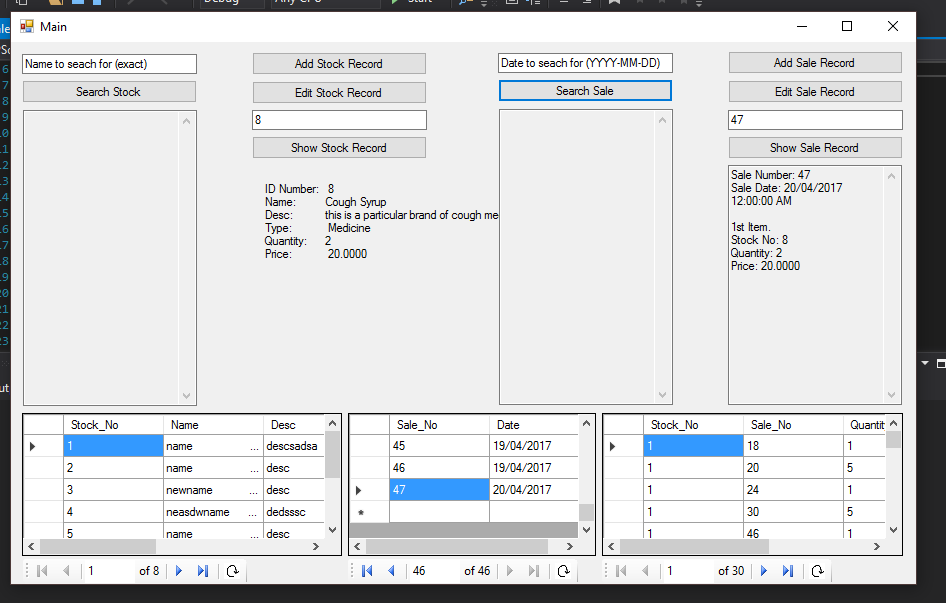 Debug
Any CPU
Start
Main
Name to seach for (exact)
Search Stock
Add Stock Record
Edit Stock Record
8
Show Stock Record
ID Number: 8
Name: Cough Syrup
Desc: this is a particular brand of cough me
Type: Medicine
Quantity: 2
Price: 20.0000
Date to seach for (YYYY-MM-DD)
Search Sale
Add Sale Record
Edit Sale Record
47
Show Sale Record
Sale Number: 47
Sale Date: 20/04/2017
12:00:00 AM
1st Item.
Stock No: 8
Quantity: 2
Price: 20.0000
Stock_No Name Desc
1 name ... descsadsa
2 name ... desc
3 newname ... desc
4 neasdwname ... dedsssc
5 name ... desc
1 of 8
Sale_No Date
45 19/04/2017
46 19/04/2017
47 20/04/2017
46 of 46
Stock_No Sale_No Quantit
1 18 1
1 20 5
1 24 1
1 30 5
1 46 1
1 of 30